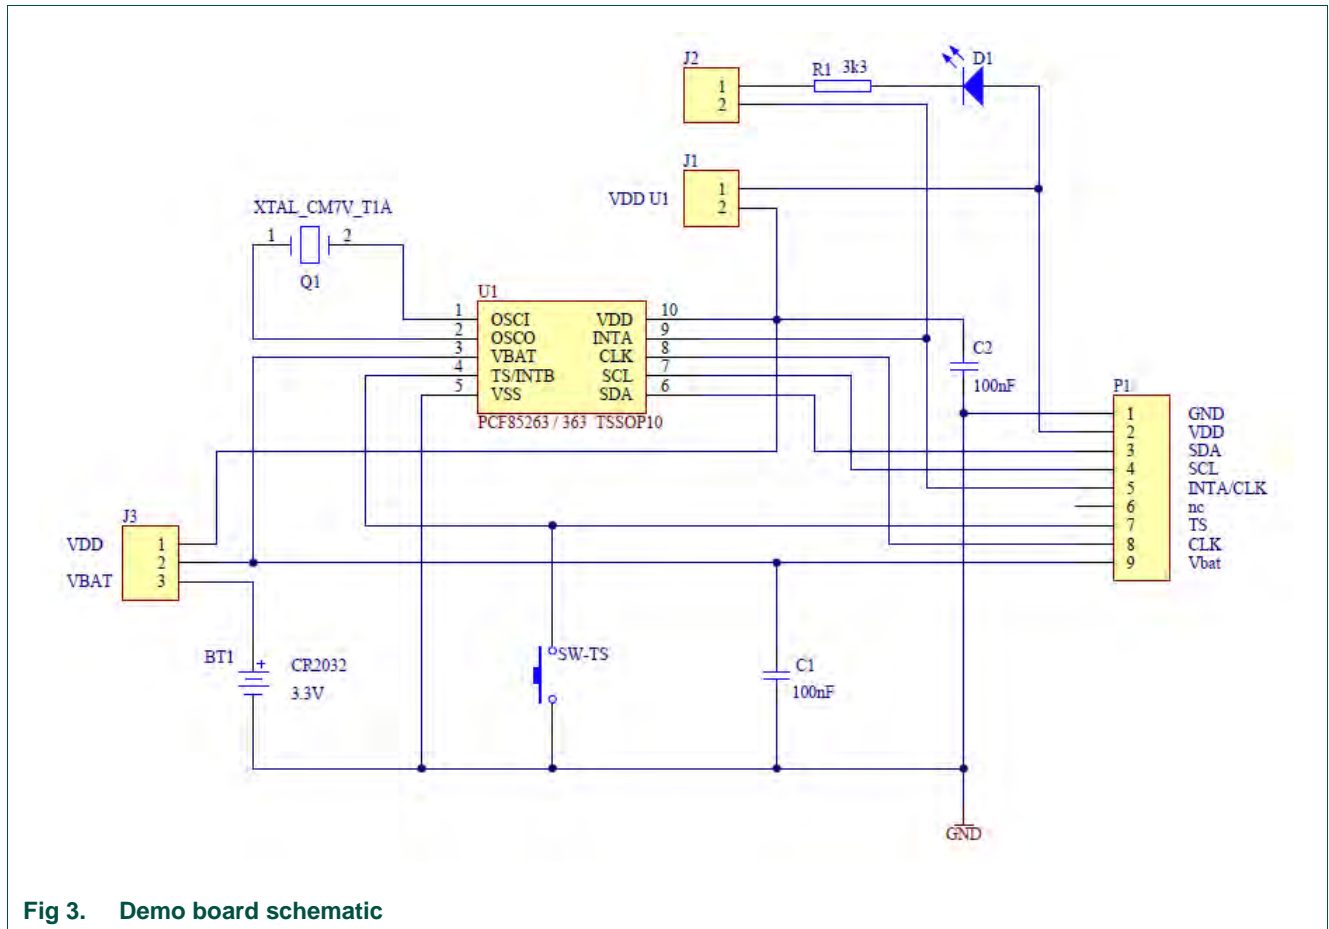 J2
1
2
R1 3k3
D1
J1
VDD U1
1
2
XTAL_CM7V_T1A
1 2
Q1
U1
1 OSCI VDD 10
2 OSCO INTA 9
3 VBAT CLK 8
4 TS/INTB SCL 7
5 VSS SDA 6
PCF85263 / 363 TSSOP10
C2
100nF
P1
1 GND
2 VDD
3 SDA
4 SCL
5 INTA/CLK
6 nc
7 TS
8 CLK
9 Vbat
J3
VDD 1
2
VBAT 3
BT1 + CR2032
3.3V
SW-TS
C1
100nF
GND
Fig 3. Demo board schematic